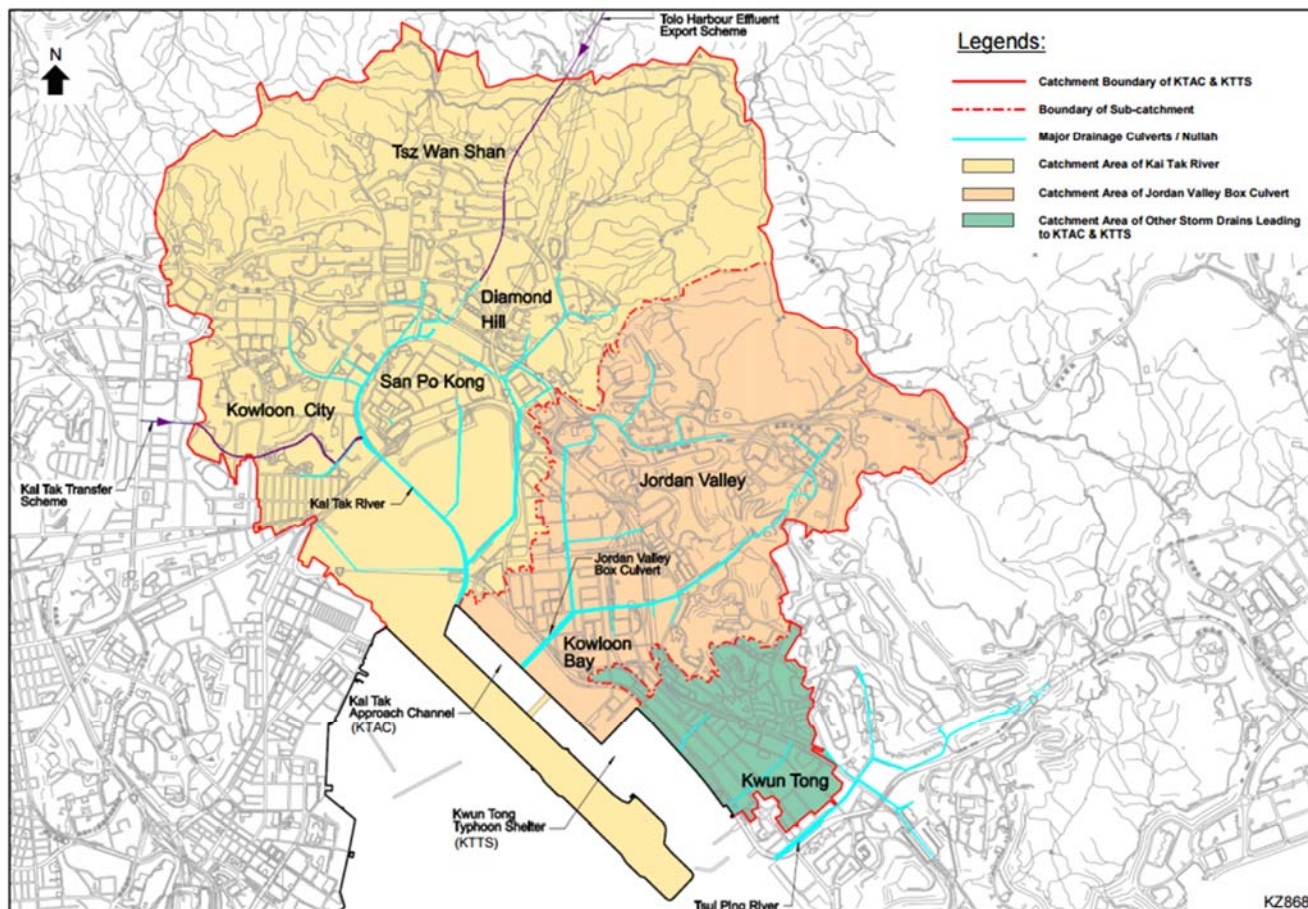 Tolo Harbour Effluent
Export Scheme
N
Legends:
Catchment Boundary of KTAC & KTTS
Boundary of Sub-catchment
Major Drainage Culverts / Nullah
Catchment Area of Kai Tak River
Catchment Area of Jordan Valley Box Culvert
Catchment Area of Other Storm Drains Leading
to KTAC & KTTS
Tsz Wan Shan
Diamond
Hill
San Po Kong
Kowloon City
Kai Tak Transfer
Scheme
Kai Tak River
Jordan Valley
Jordan Valley
Box Culvert
Kowloon
Bay
Kai Tak
Approach Channel
(KTAC)
Kwun Tong
Kwun Tong
Typhoon Shelter
(KTTS)
Tsui Ping River
KZ868